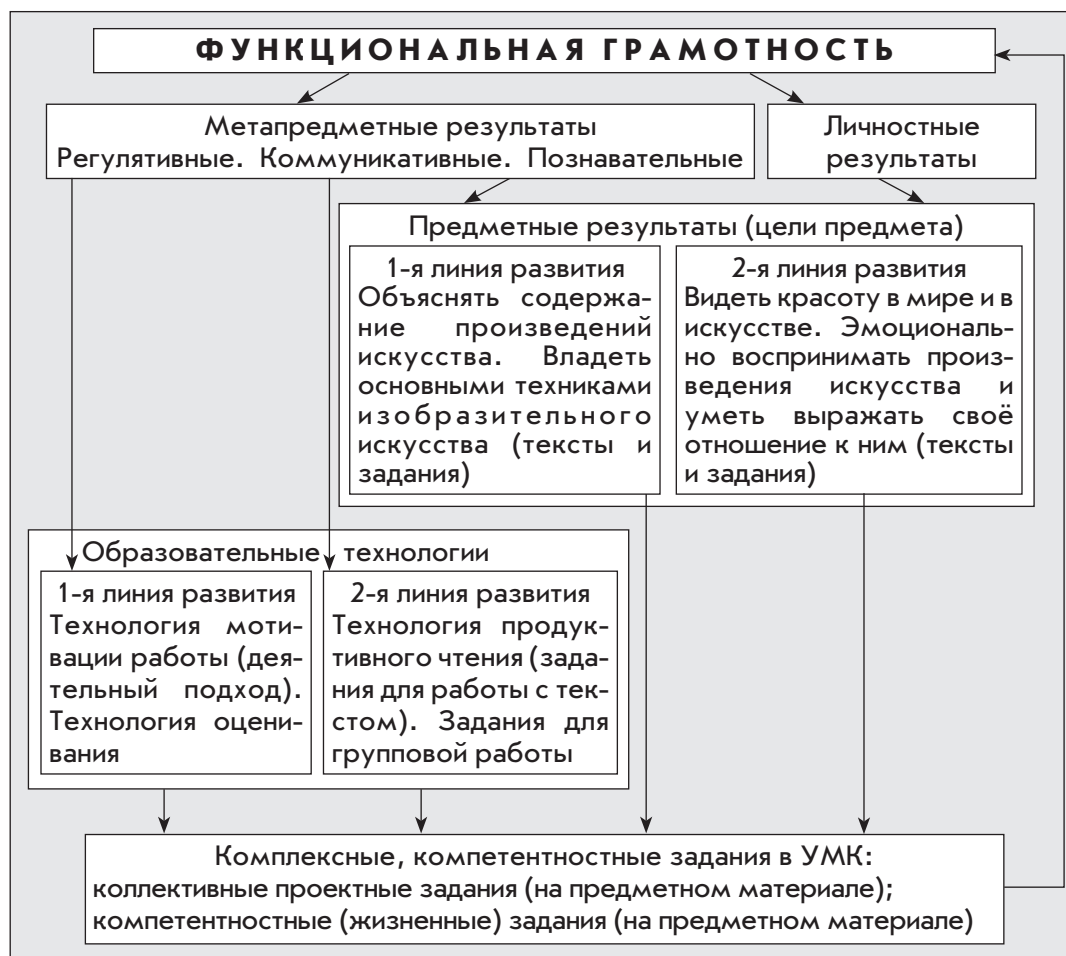 ФУНКЦИОНАЛЬНАЯ ГРАМОТНОСТЬ
Метапредметные результаты
Регулятивные. Коммуникативные. Познавательные
Личностные
результаты
Предметные результаты (цели предмета)
1-я линия развития
Объяснять содержа-
ние произведений
искусства. Владеть
основными техниками
изобразительного
искусства (тексты и
задания)
2-я линия развития
Видеть красоту в мире и в
искусстве. Эмоциональ-
но воспринимать произ-
ведения искусства и
уметь выражать своё
отношение к ним (тексты
и задания)
Образовательные технологии
1-я линия развития
Технология моти-
вации работы (дея-
тельный подход).
Технология оцени-
вания
2-я линия развития
Технология продук-
тивного чтения (зада-
ния для работы с тек-
стом). Задания для
групповой работы
Комплексные, компетентностные задания в УМК:
коллективные проектные задания (на предметном материале);
компетентностные (жизненные) задания (на предметном материале)